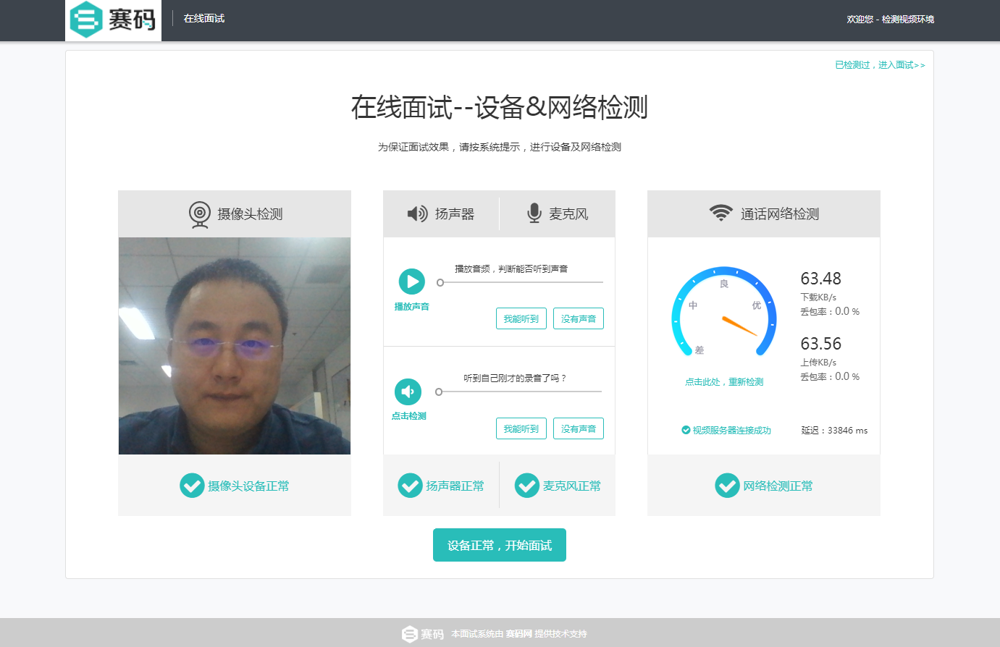 赛码
在线面试
欢迎您 - 检测视频环境
已检测过，进入面试>>
在线面试--设备&网络检测
为保证面试效果，请按系统提示，进行设备及网络检测
摄像头检测
扬声器
麦克风
通话网络检测
播放音频，判断能否听到声音
播放声音
我能听到
没有声音
听到自己刚才的录音了吗？
点击检测
我能听到
没有声音
良
中
优
差
63.48
下载KB/s
丢包率：0.0 %
63.56
上传KB/s
丢包率：0.0 %
点击此处，重新检测
视频服务器连接成功
延迟：33846 ms
摄像头设备正常
扬声器正常
麦克风正常
网络检测正常
设备正常，开始面试
赛码 本面试系统由 赛码网 提供技术支持